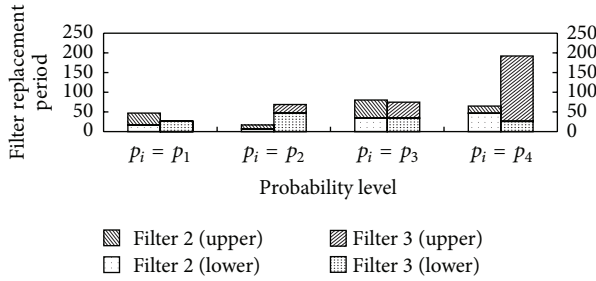 Filter replacement
period
250
200
150
100
50
0
250
200
150
100
50
0
p_i = p_1
p_i = p_2
p_i = p_3
p_i = p_4
Probability level
Filter 2 (upper)
Filter 3 (upper)
Filter 2 (lower)
Filter 3 (lower)